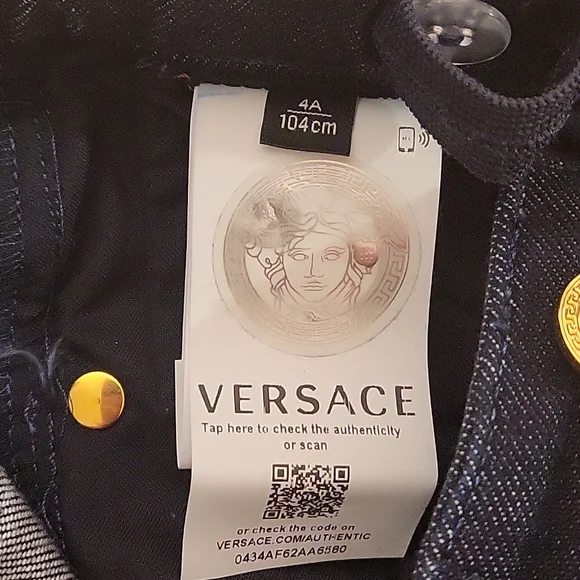 4A
104cm
VERSACE
Tap here to check the authenticity
or scan
or check the code on
VERSACE.COM/AUTHENTIC
0434AF62AA6580